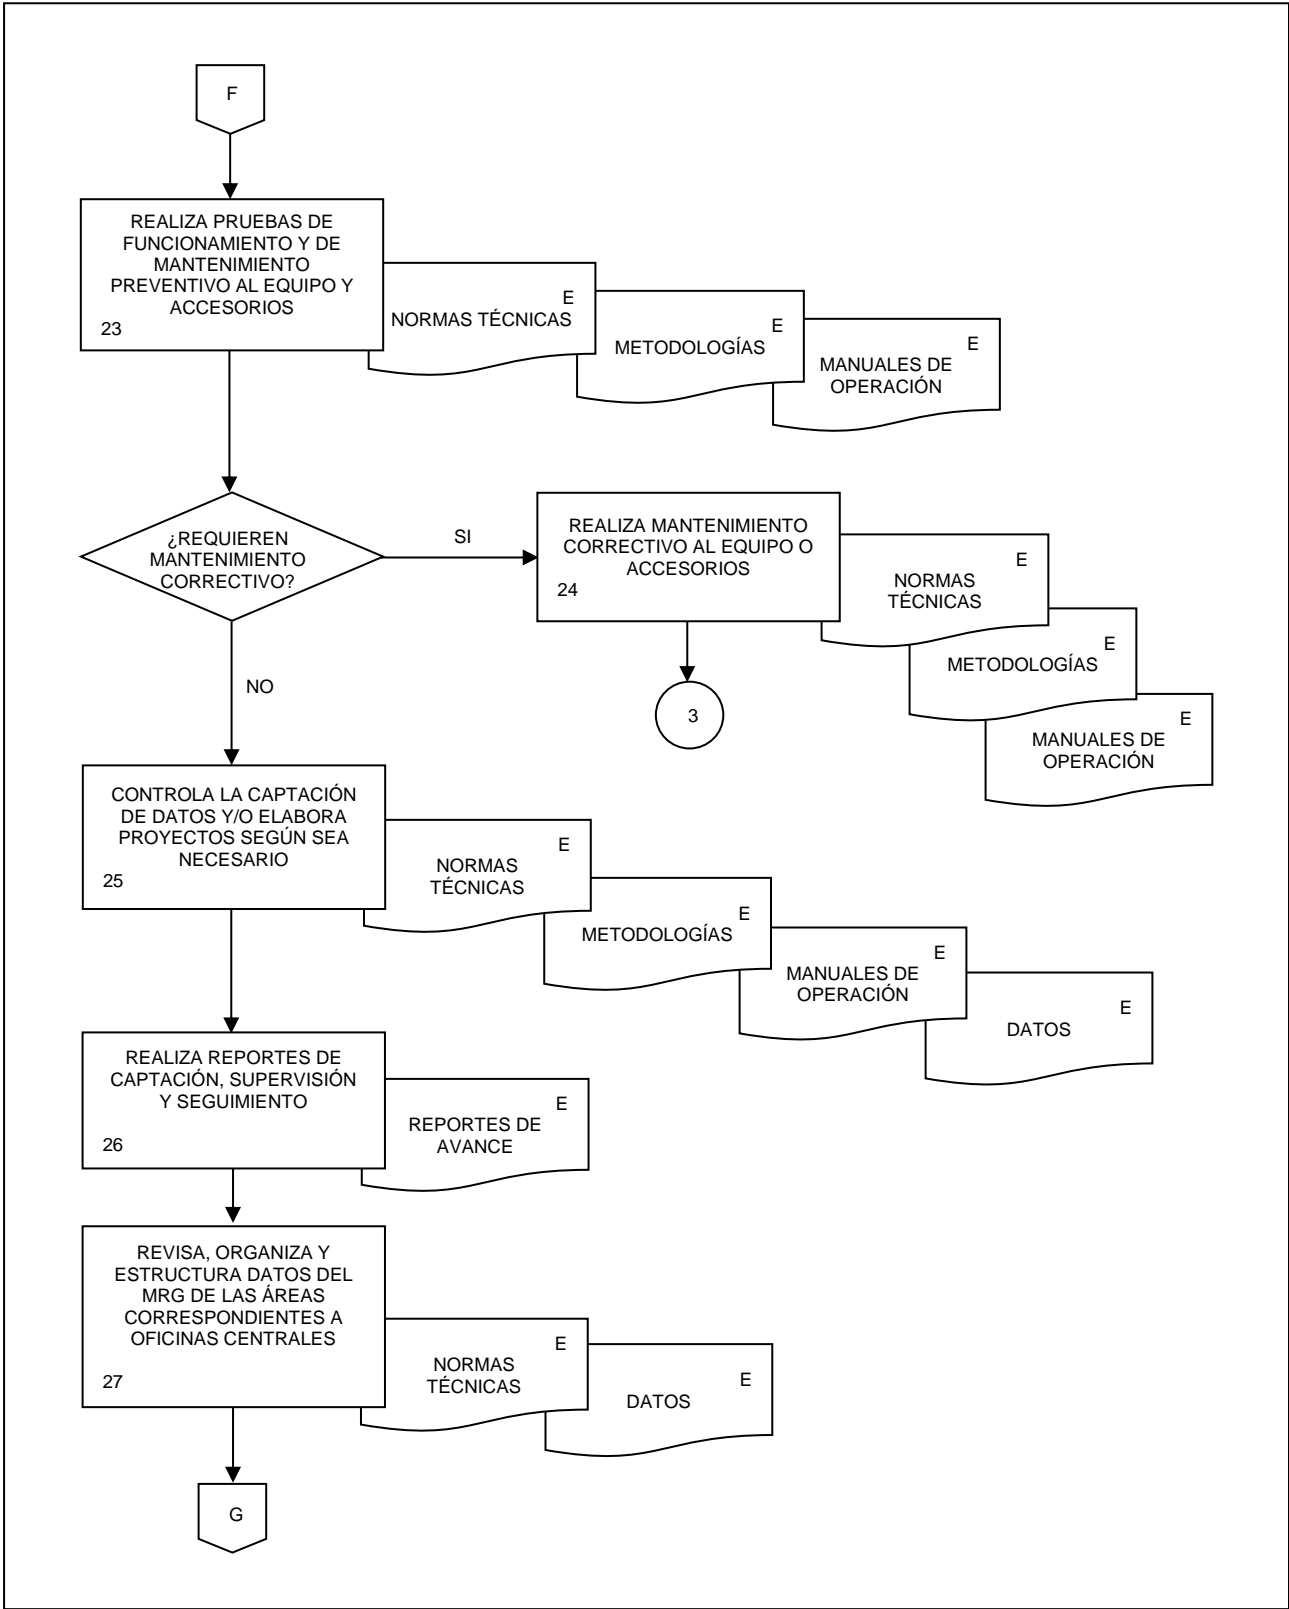 F
REALIZA PRUEBAS DE
FUNCIONAMIENTO Y DE
MANTENIMIENTO
PREVENTIVO AL EQUIPO Y
ACCESORIOS
23
E
NORMAS TÉCNICAS
E
METODOLOGÍAS
E
MANUALES DE
OPERACIÓN
¿REQUIEREN
MANTENIMIENTO
CORRECTIVO?
SI
REALIZA MANTENIMIENTO
CORRECTIVO AL EQUIPO O
ACCESORIOS
24
E
NORMAS
TÉCNICAS
E
METODOLOGÍAS
E
MANUALES DE
OPERACIÓN
3
NO
CONTROLA LA CAPTACIÓN
DE DATOS Y/O ELABORA
PROYECTOS SEGÚN SEA
NECESARIO
25
E
NORMAS
TÉCNICAS
E
METODOLOGÍAS
E
MANUALES DE
OPERACIÓN
E
DATOS
REALIZA REPORTES DE
CAPTACIÓN, SUPERVISIÓN
Y SEGUIMIENTO
26
E
REPORTES DE
AVANCE
REVISA, ORGANIZA Y
ESTRUCTURA DATOS DEL
MRG DE LAS ÁREAS
CORRESPONDIENTES A
OFICINAS CENTRALES
27
E
NORMAS
TÉCNICAS
E
DATOS
G